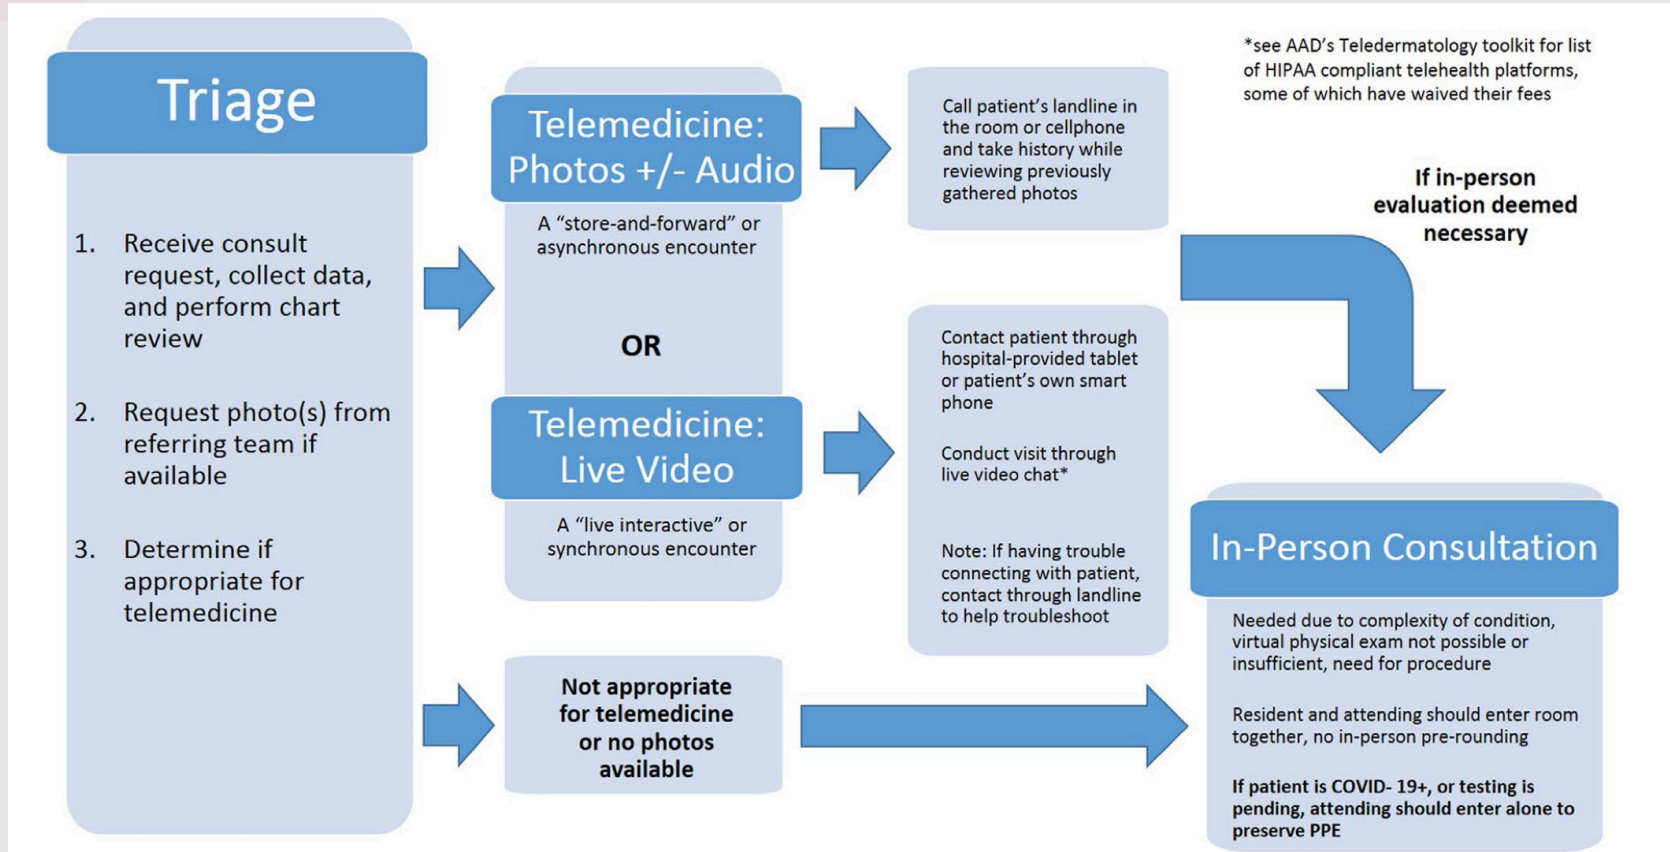 Triage
1. Receive consult
request, collect data,
and perform chart
review
2. Request photo(s) from
referring team if
available
3. Determine if
appropriate for
telemedicine
Telemedicine:
Photos +/- Audio
A “store-and-forward” or
asynchronous encounter
OR
Telemedicine:
Live Video
A “live interactive” or
synchronous encounter
Not appropriate
for telemedicine
or no photos
available
Call patient’s landline in
the room or cellphone
and take history while
reviewing previously
gathered photos
Contact patient through
hospital-provided tablet
or patient’s own smart
phone
Conduct visit through
live video chat*
Note: If having trouble
connecting with patient,
contact through landline
to help troubleshoot
*see AAD’s Teledermatology toolkit for list
of HIPAA compliant telehealth platforms,
some of which have waived their fees
If in-person
evaluation deemed
necessary
In-Person Consultation
Needed due to complexity of condition,
virtual physical exam not possible or
insufficient, need for procedure
Resident and attending should enter room
together, no in-person pre-rounding
If patient is COVID- 19+, or testing is
pending, attending should enter alone to
preserve PPE